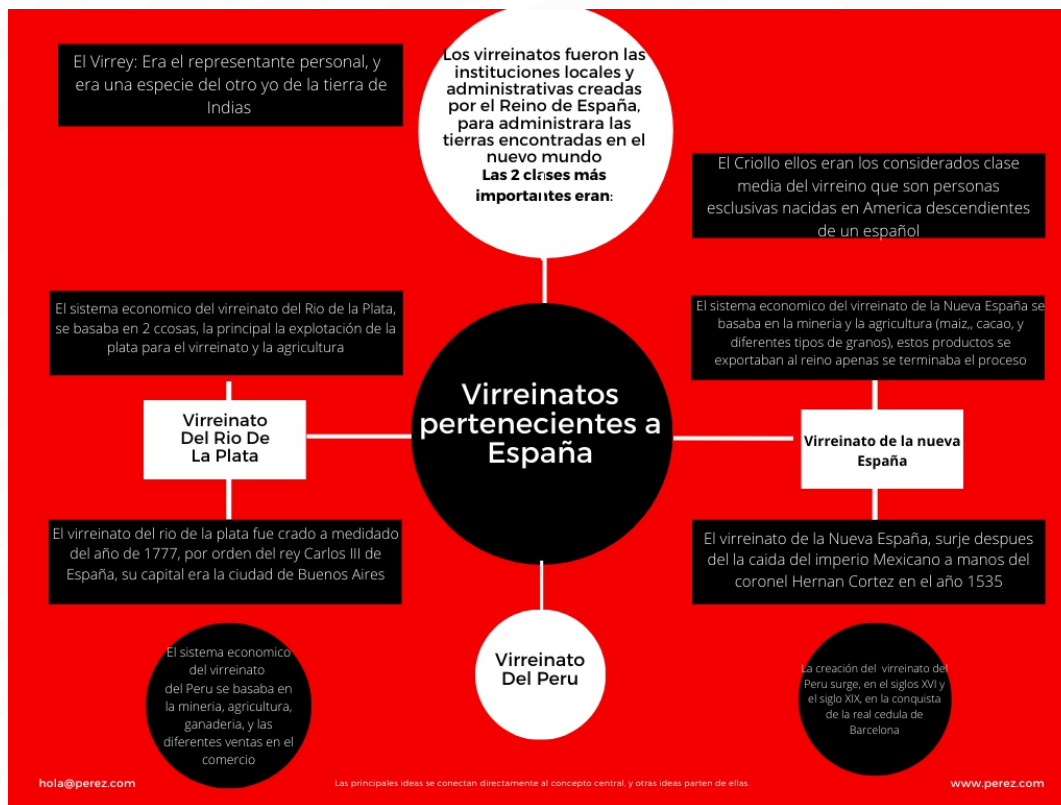 El Virrey: Era el representante personal, y
era una especie del otro yo de la tierra de
Indias
Los virreinatos fueron las
instituciones locales y
administrativas creadas
por el Reino de España,
para administrara las
tierras encontradas en el
nuevo mundo
Las 2 clases más
importantes eran:
El Criollo ellos eran los considerados clase
media del virreino que son personas
esclusivas nacidas en America descendientes
de un español
El sistema economico del virreinato del Rio de la Plata,
se basaba en 2 ccosas, la principal la explotación de la
plata para el virreinato y la agricultura
El sistema economico del virreinato de la Nueva España se
basaba en la mineria y la agricultura (maiz,, cacao, y
diferentes tipos de granos), estos productos se
exportaban al reino apenas se terminaba el proceso
Virreinatos
pertenecientes a
España
Virreinato
Del Rio De
La Plata
Virreinato de la nueva
España
El virreinato del rio de la plata fue crado a medidado
del año de 1777, por orden del rey Carlos III de
España, su capital era la ciudad de Buenos Aires
El virreinato de la Nueva España, surje despues
del la caida del imperio Mexicano a manos del
coronel Hernan Cortez en el año 1535
El sistema economico
del virreinato
del Peru se basaba en
la mineria, agricultura,
ganaderia, y las
diferentes ventas en el
comercio
Virreinato
Del Peru
La creación del virreinato del
Peru surge, en el siglos XVI y
el siglo XIX, en la conquista
de la real cedula de
Barcelona
hola@perez.com
Las principales ideas se conectan directamente al concepto central, y otras ideas parten de ellas.
www.perez.com